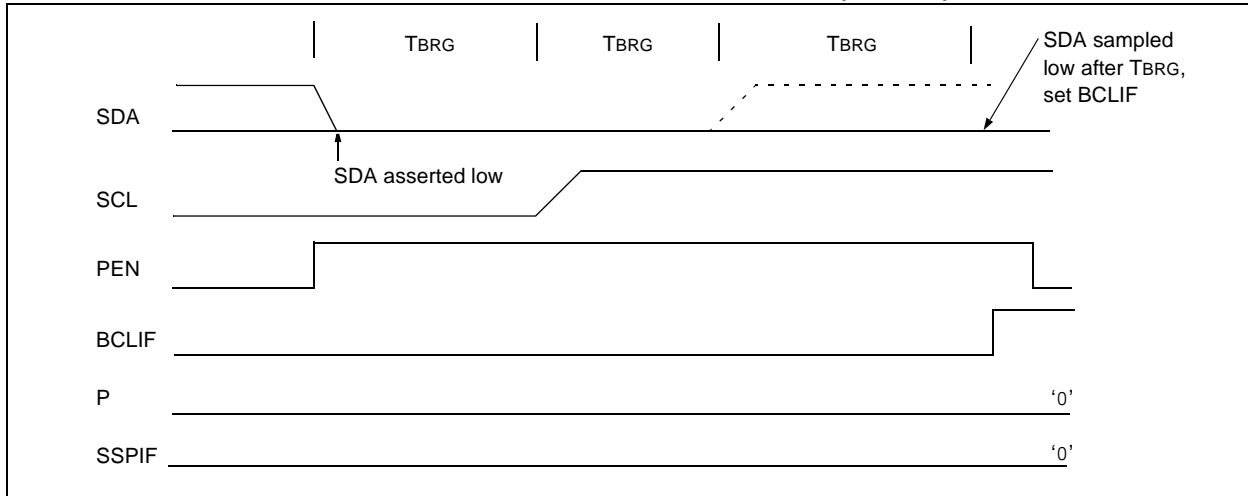 TBRG TBRG TBRG
SDA sampled
low after TBRG,
set BCLIF
SDA
SDA asserted low
SCL
PEN
BCLIF
P
‘0’
SSPIF
‘0’